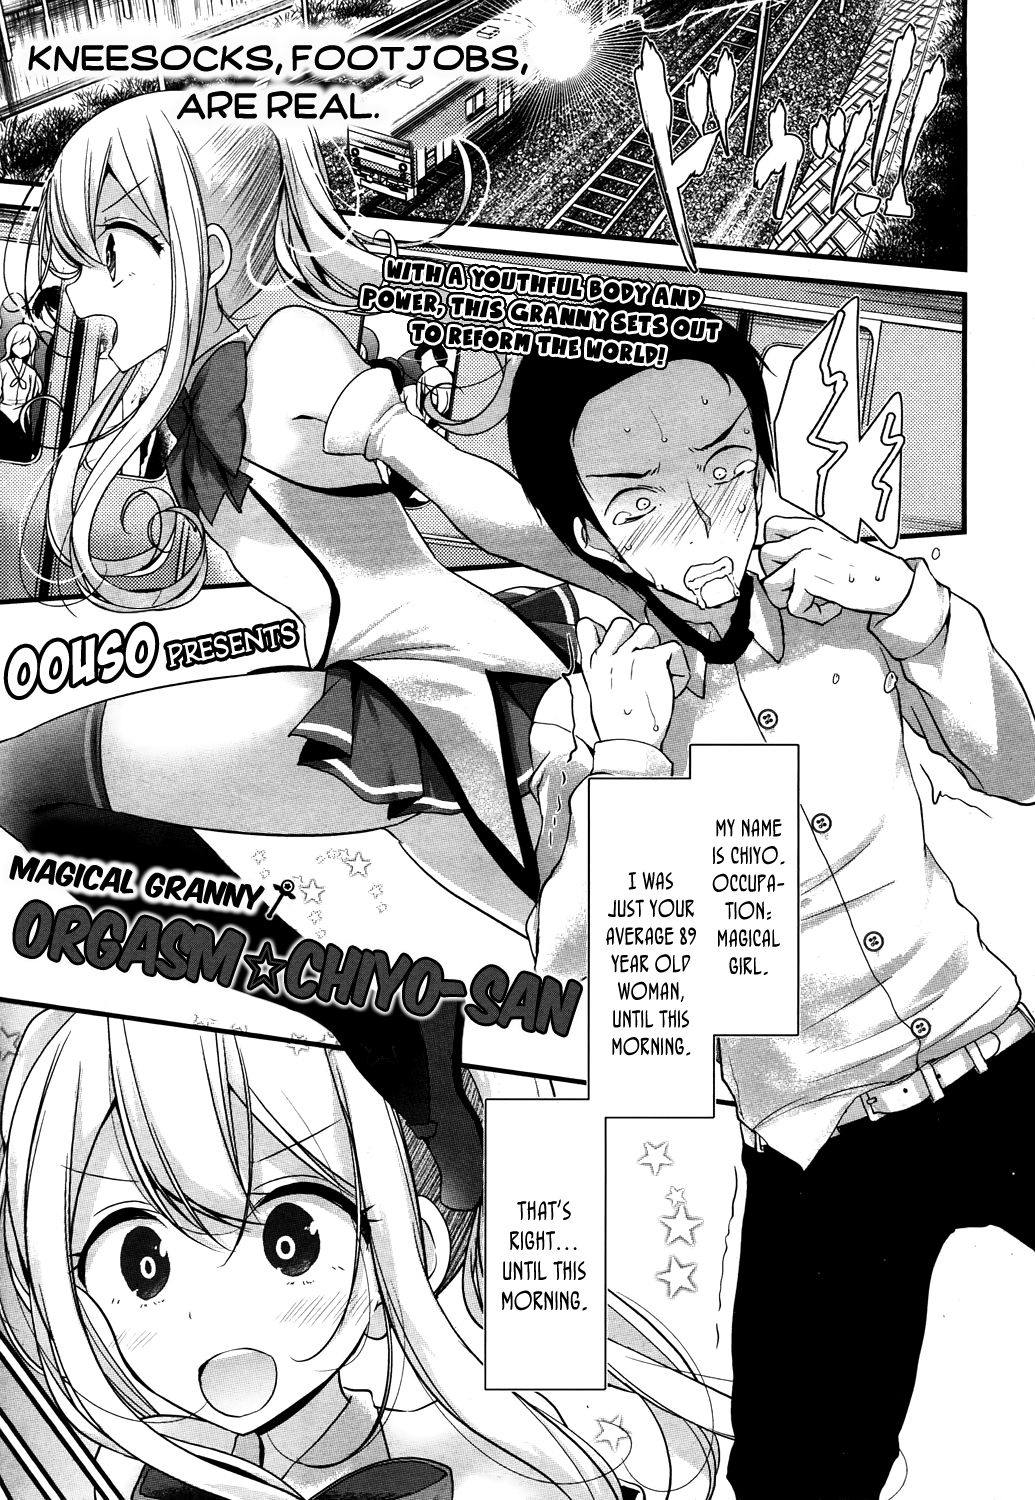 KNEESOCKS, FOOTJOBS,
ARE REAL.
WITH A YOUTHFUL BODY AND
POWER, THIS GRANNY SETS OUT
TO REFORM THE WORLD!
OOUSO PRESENTS
MY NAME
IS CHIYO.
OCCUPA-
TION:
MAGICAL
GIRL.
I WAS
JUST YOUR
AVERAGE 89
YEAR OLD
WOMAN,
UNTIL THIS
MORNING.
MAGICAL GRANNY
ORGASM☆CHIYO-SAN
THAT'S
RIGHT...
UNTIL THIS
MORNING.